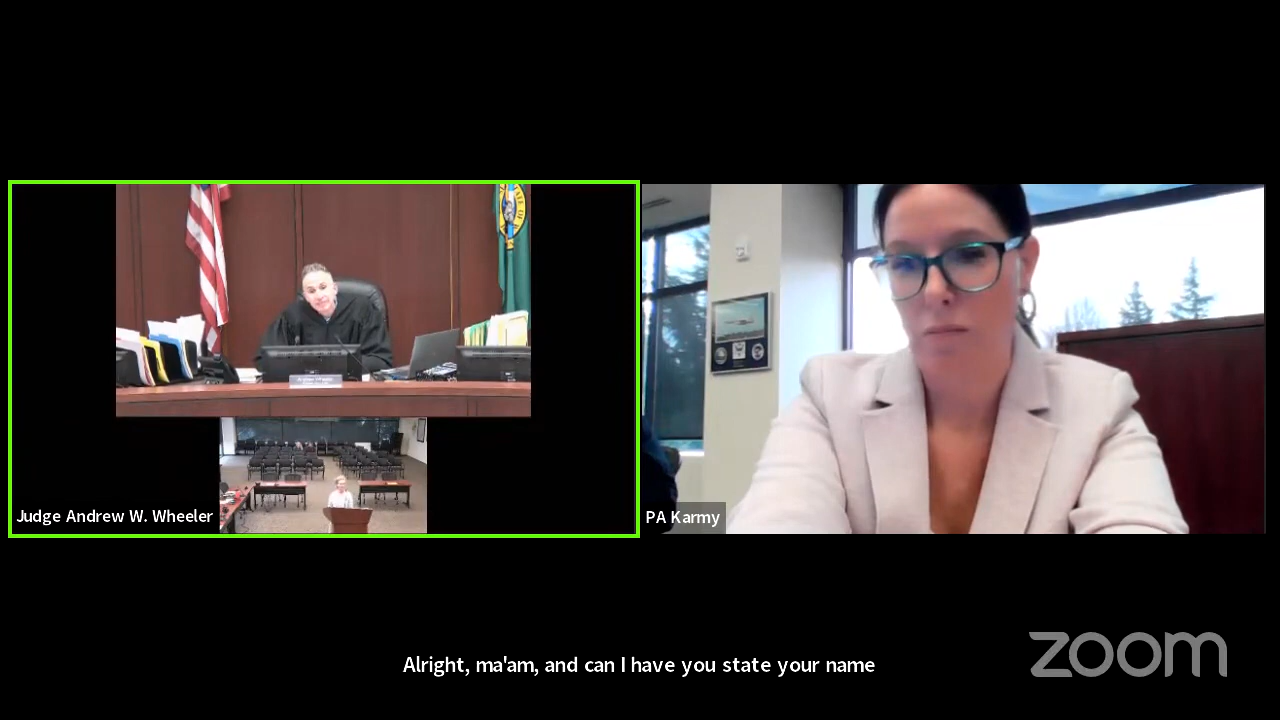 Judge Andrew W. Wheeler
PA Karmy
Alright, ma'am, and can I have you state your name
zoom